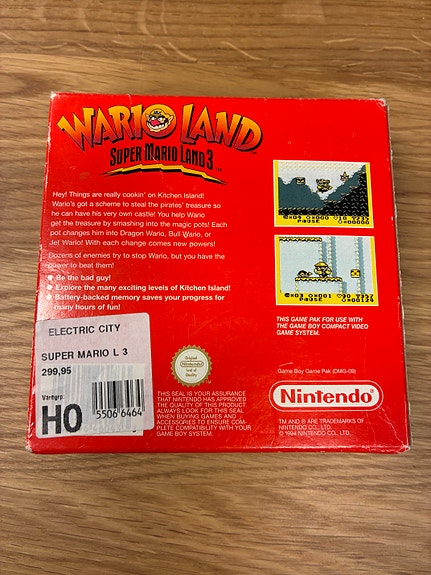 WARIO LAND
SUPER MARIO LAND 3 ™
Hey! Things are really cookin' on Kitchen Island!
Wario's got a scheme to steal the pirates' treasure so
he can have his very own castle! You help Wario
get the treasure by smashing into the magic pots! Each
pot changes him into Dragon Wario, Bull Wario, or
Jet Wario! With each change comes new powers!
Dozens of enemies try to stop Wario, but you have the
power to beat them!
• Be the bad guy!
• Explore the many exciting levels of Kitchen Island!
• Battery-backed memory saves your progress for
many hours of fun!
THIS GAME PAK FOR USE WITH
THE GAME BOY COMPACT VIDEO
GAME SYSTEM.
ELECTRIC CITY
SUPER MARIO L 3
299,95
Varegrp:
HO
5506 6464
Original
Nintendo
Seal of
Quality
THIS SEAL IS YOUR ASSURANCE
THAT NINTENDO HAS APPROVED
THE QUALITY OF THIS PRODUCT.
ALWAYS LOOK FOR THIS SEAL
WHEN BUYING GAMES AND
ACCESSORIES TO ENSURE COM-
PLETE COMPATIBILITY WITH YOUR
GAME BOY SYSTEM.
Game Boy Game Pak (DMG-09)
Nintendo
TM AND ® ARE TRADEMARKS OF
NINTENDO CO., LTD.
© 1994 NINTENDO CO., LTD.